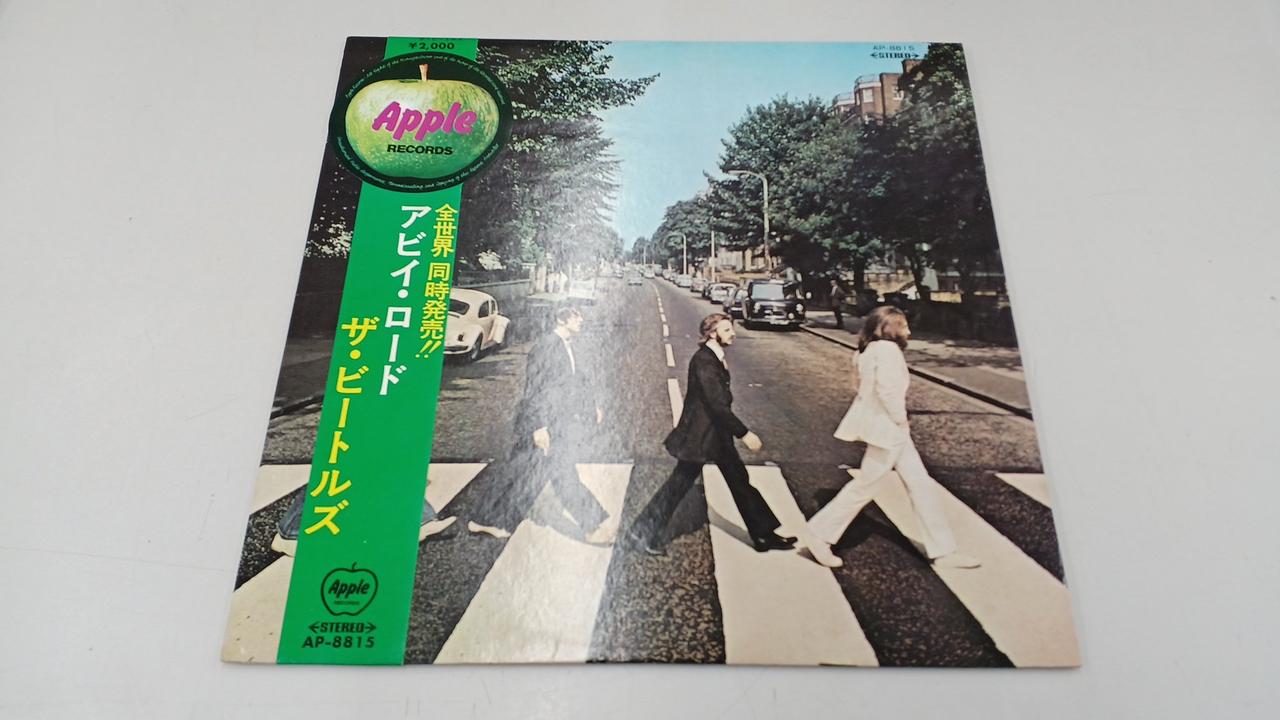 ¥2,000
Apple
RECORDS
全世界 同時発売!!
アビイ・ロード
ザ・ビートルズ
Apple
RECORDS
STEREO
AP-8815
AP-8815
STEREO